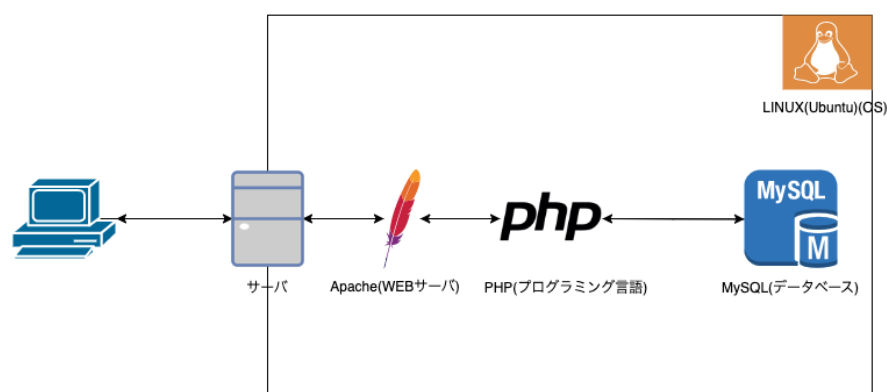 LINUX(Ubuntu)(OS)
MySQL
php
M
サーバ
Apache(WEBサーバ)
PHP(プログラミング言語)
MySQL(データベース)